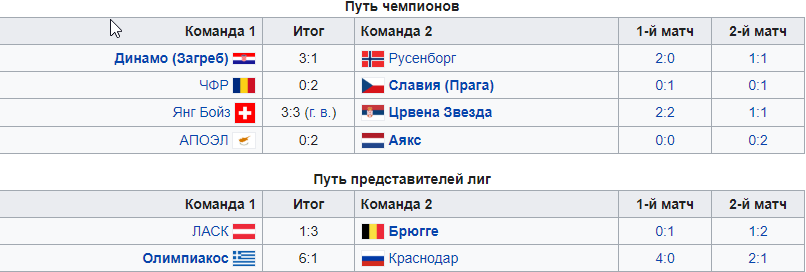 Путь чемпионов
Команда 1 Итог Команда 2 1-й матч 2-й матч
Динамо (Загреб) 3:1 Русенборг 2:0 1:1
ЧФР 0:2 Славия (Прага) 0:1 0:1
Янг Бойз 3:3 (г. в.) Црвена Звезда 2:2 1:1
АПОЭЛ 0:2 Аякс 0:0 0:2
Путь представителей лиг
Команда 1 Итог Команда 2 1-й матч 2-й матч
ЛАСК 1:3 Брюгге 0:1 1:2
Олимпиакос 6:1 Краснодар 4:0 2:1